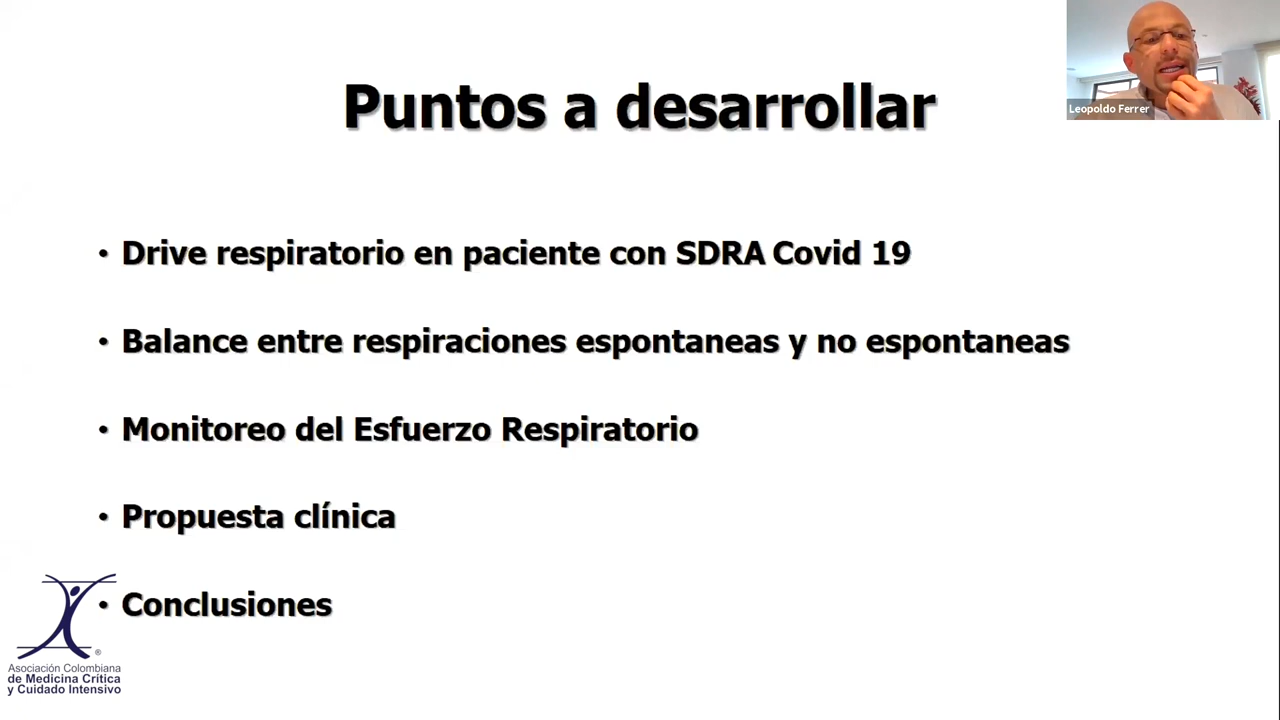 Puntos a desarrollar
Leopoldo Ferrer
• Drive respiratorio en paciente con SDRA Covid 19
• Balance entre respiraciones espontaneas y no espontaneas
• Monitoreo del Esfuerzo Respiratorio
• Propuesta clínica
• Conclusiones
®
Asociación Colombiana
de Medicina Crítica
y Cuidado Intensivo